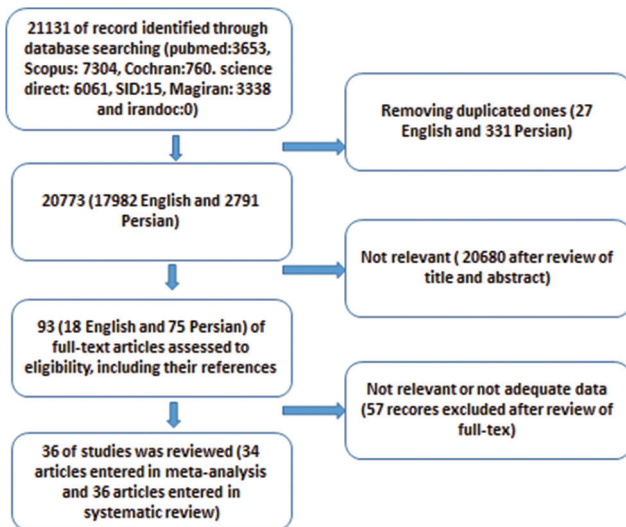 21131 of record identified through
database searching (pubmed:3653,
Scopus: 7304, Cochran:760. science
direct: 6061, SID:15, Magiran: 3338
and irandoc:0)
Removing duplicated ones (27
English and 331 Persian)
20773 (17982 English and 2791
Persian)
Not relevant ( 20680 after review of
title and abstract)
93 (18 English and 75 Persian) of
full-text articles assessed to
eligibility, including their references
Not relevant or not adequate data
(57 recores excluded after review of
full-tex)
36 of studies was reviewed (34
articles entered in meta-analysis
and 36 articles entered in
systematic review)